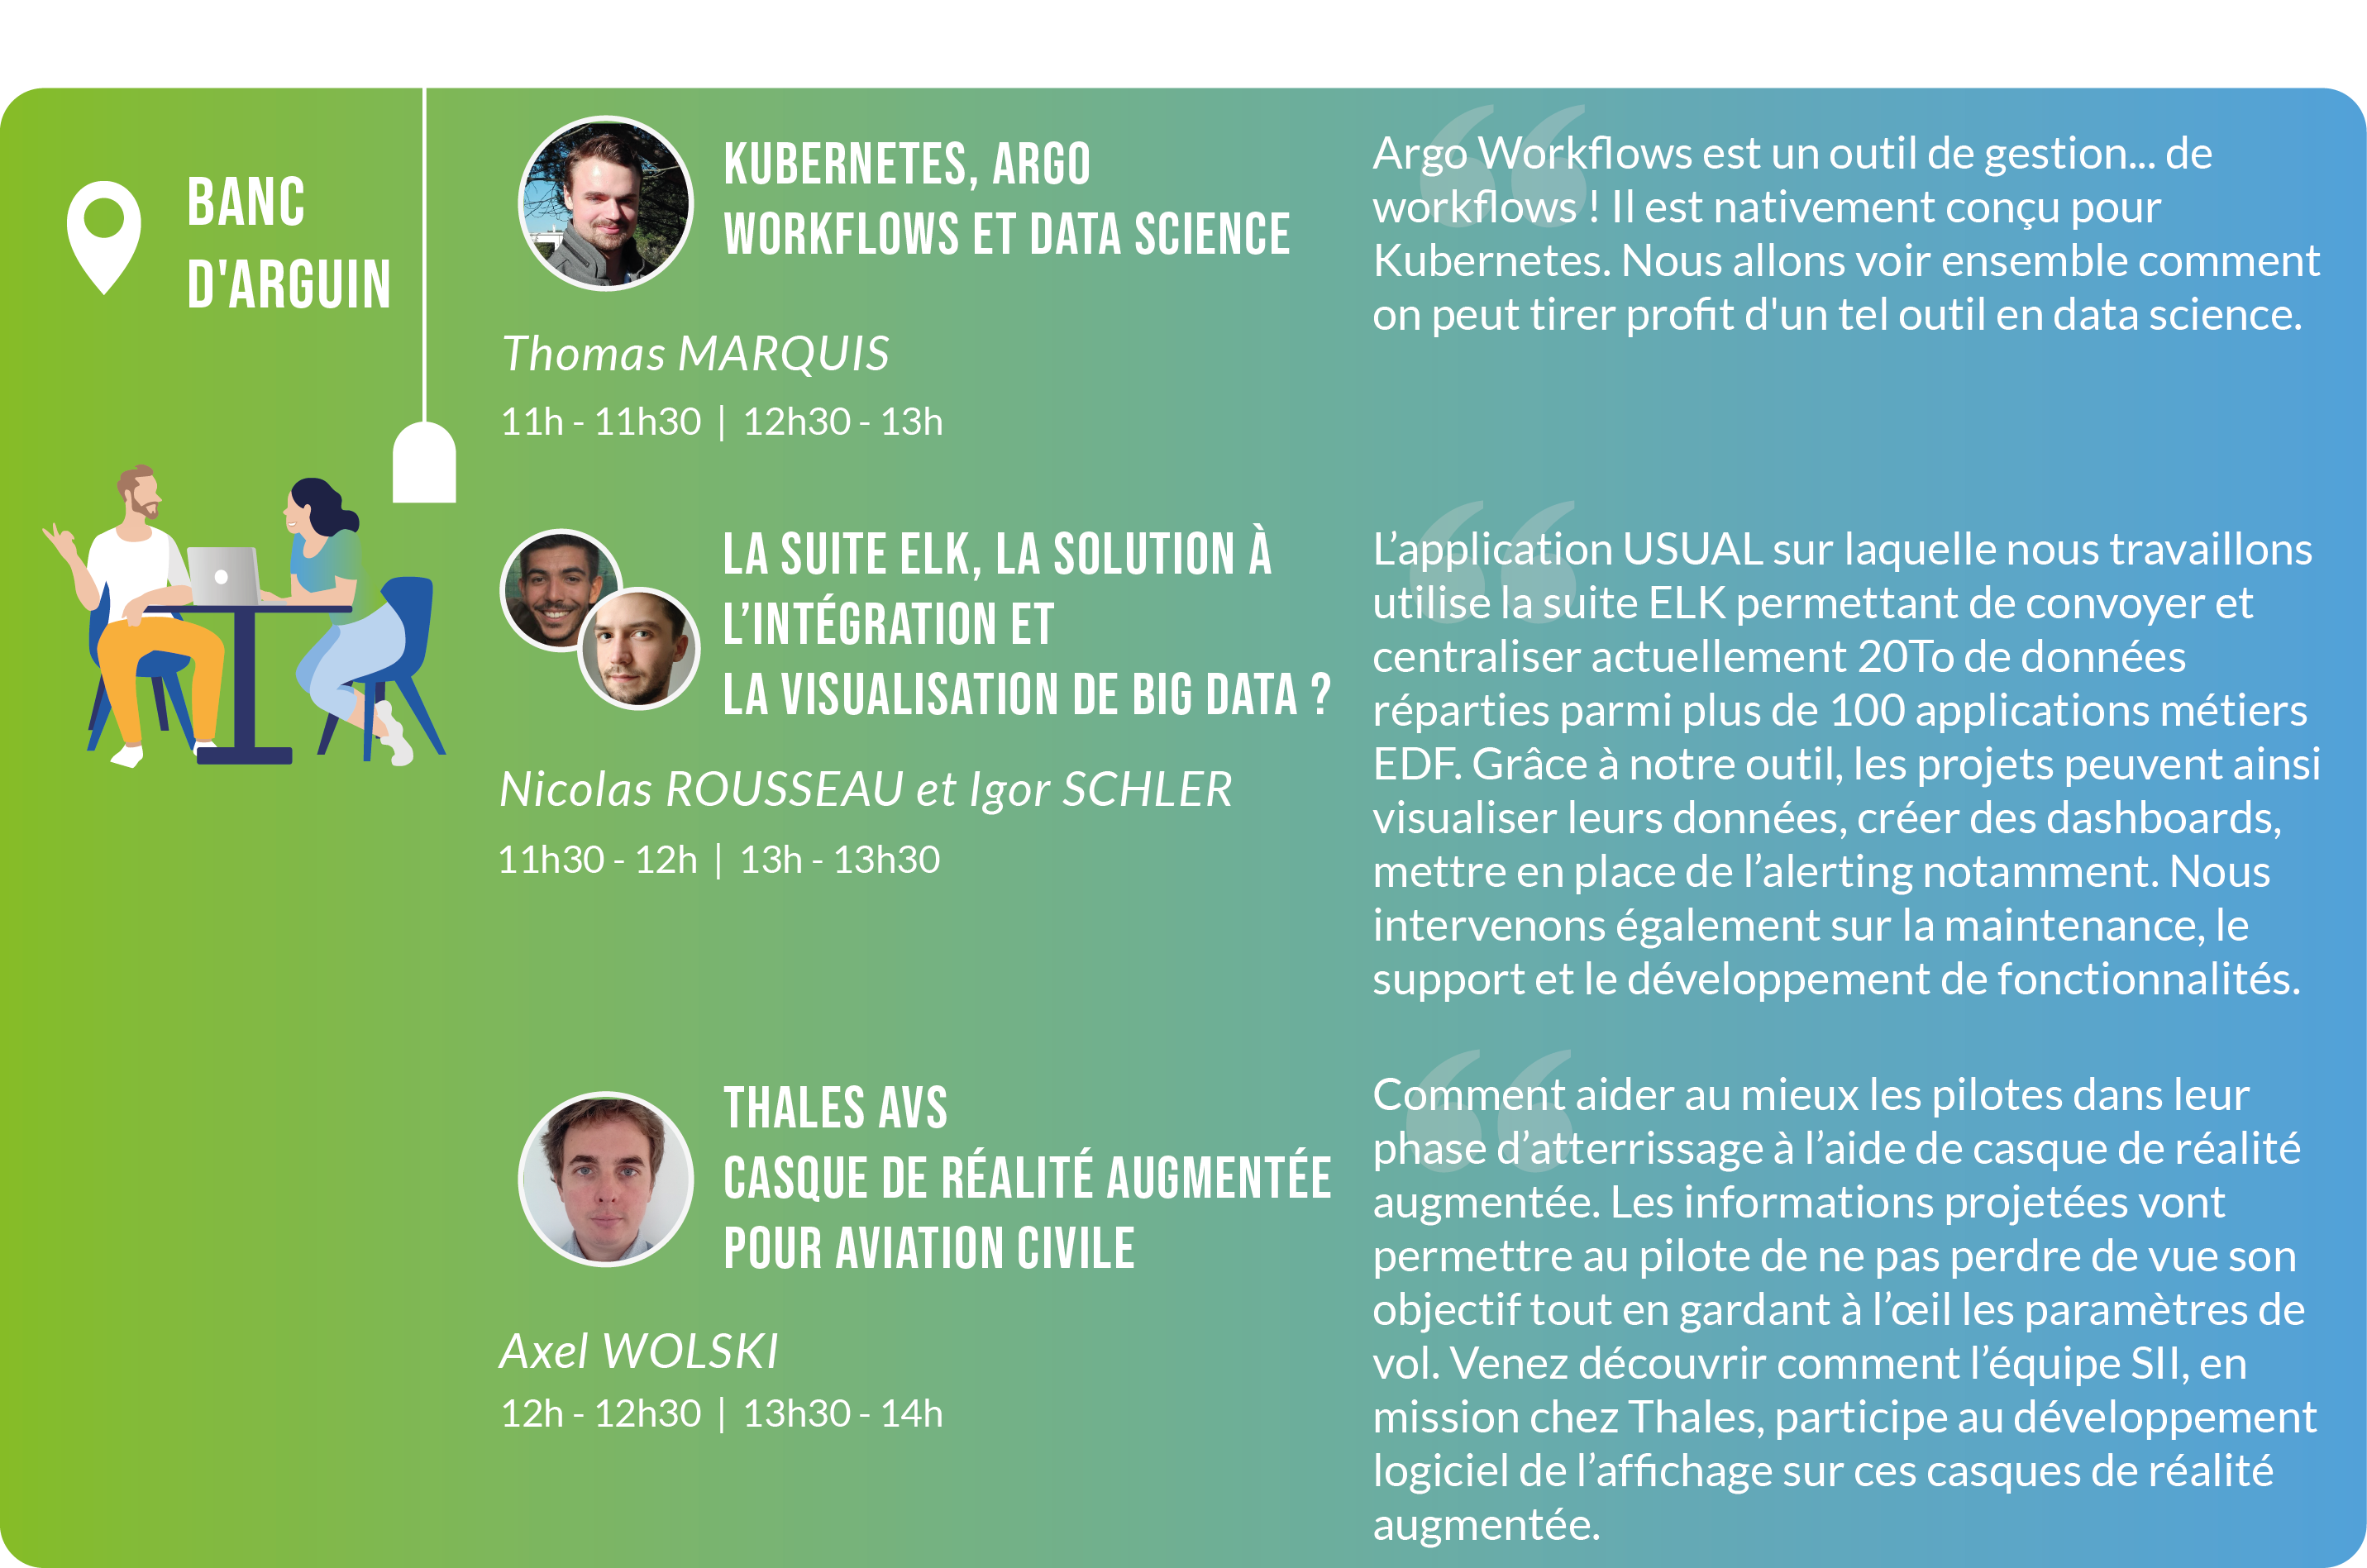 BANC
D'ARGUIN
KUBERNETES, ARGO
WORKFLOWS ET DATA SCIENCE
Thomas MARQUIS
11h - 11h30 | 12h30 - 13h
Argo Workflows est un outil de gestion... de
workflows ! Il est nativement conçu pour
Kubernetes. Nous allons voir ensemble comment
on peut tirer profit d'un tel outil en data science.
LA SUITE ELK, LA SOLUTION À
L’INTÉGRATION ET
LA VISUALISATION DE BIG DATA ?
Nicolas ROUSSEAU et Igor SCHLER
11h30 - 12h | 13h - 13h30
L’application USUAL sur laquelle nous travaillons
utilise la suite ELK permettant de convoyer et
centraliser actuellement 20To de données
réparties parmi plus de 100 applications métiers
EDF. Grâce à notre outil, les projets peuvent ainsi
visualiser leurs données, créer des dashboards,
mettre en place de l’alerting notamment. Nous
intervenons également sur la maintenance, le
support et le développement de fonctionnalités.
THALES AVS
CASQUE DE RÉALITÉ AUGMENTÉE
POUR AVIATION CIVILE
Axel WOLSKI
12h - 12h30 | 13h30 - 14h
Comment aider au mieux les pilotes dans leur
phase d’atterrissage à l’aide de casque de réalité
augmentée. Les informations projetées vont
permettre au pilote de ne pas perdre de vue son
objectif tout en gardant à l’œil les paramètres de
vol. Venez découvrir comment l’équipe SII, en
mission chez Thales, participe au développement
logiciel de l’affichage sur ces casques de réalité
augmentée.